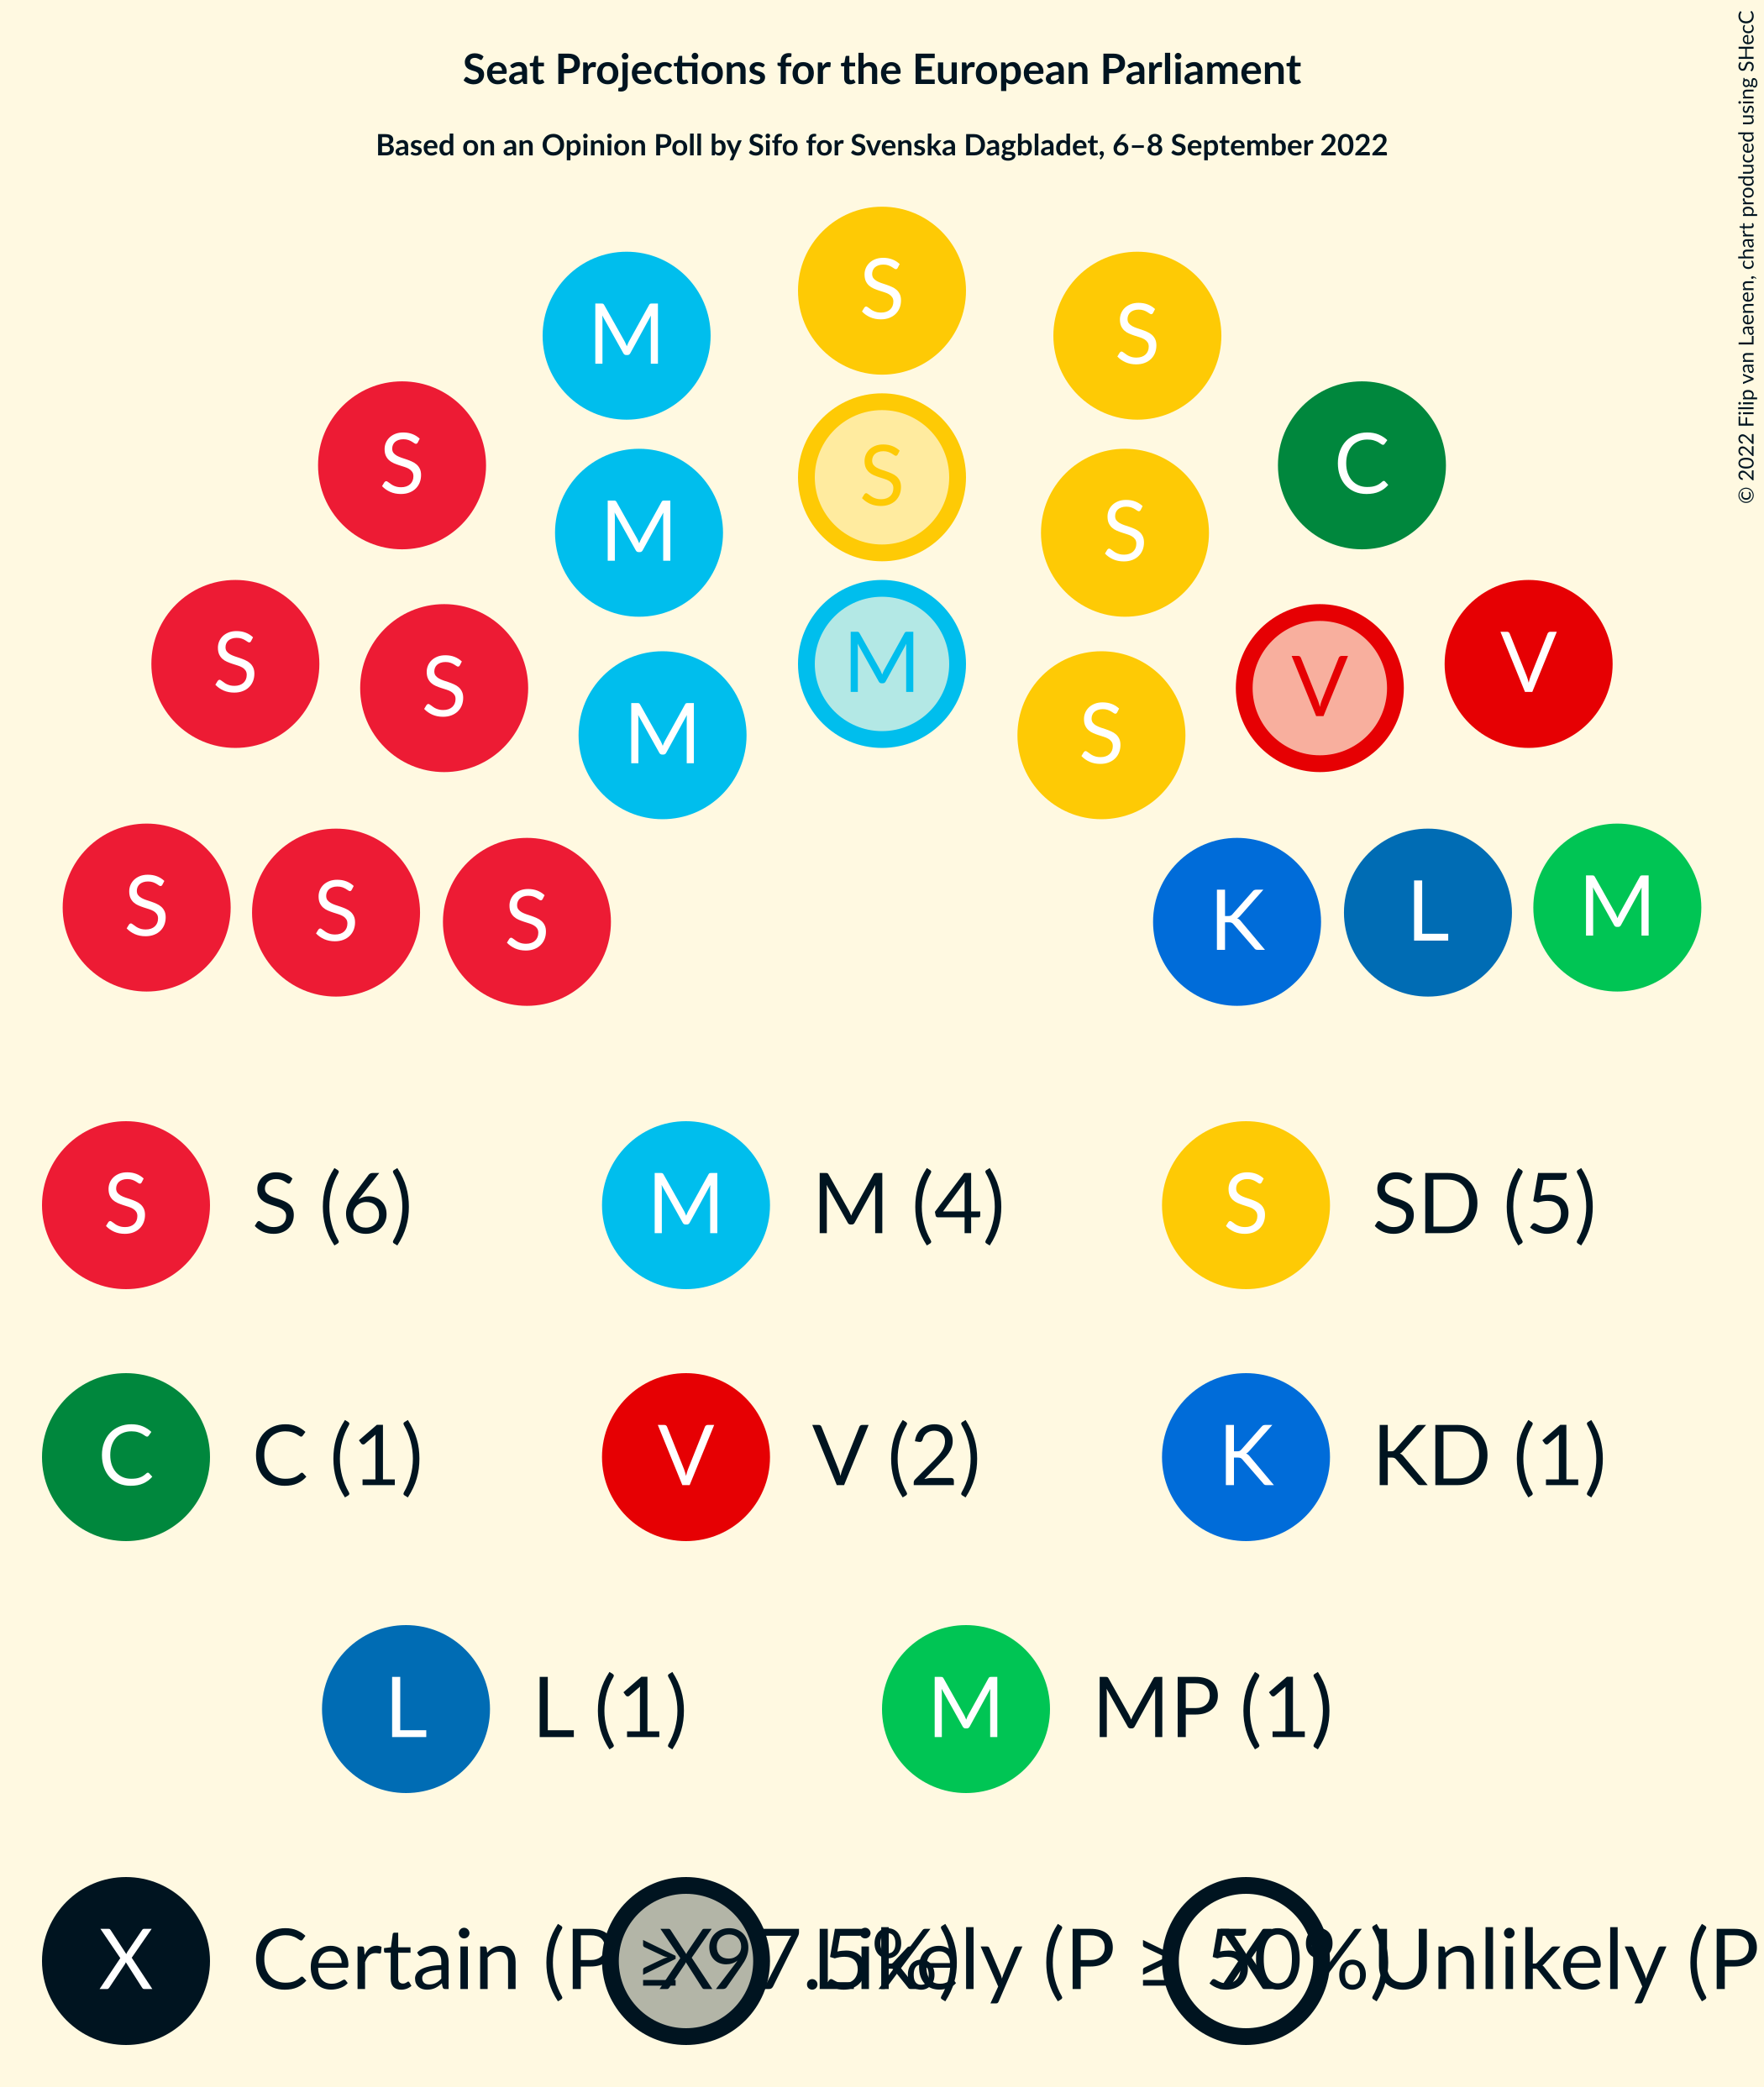 Seat Projections for the European Parliament
Based on an Opinion Poll by Sifo for Svenska Dagbladet, 6–8 September 2022
© 2022 Filip van Laenen, chart produced using SHecC
S
M S
S S C
M S
S M V
S V
M S
S S S K L M
S S (6) M M (4) S SD (5)
C C (1) V V (2) K KD (1)
L L (1) M MP (1)
X Certain (P ≥ 97.5%) X Likely (P ≥ 50%) X Unlikely (P